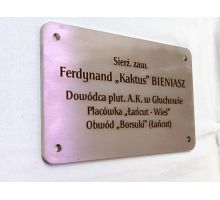 Sierż. zaw.
Ferdynand „Kaktus” BIENIASZ
Dowódca plut. A.K. w Głuchowie
Placówka „Łańcut - Wieś”
Obwód „Borsuki” (Łańcut)